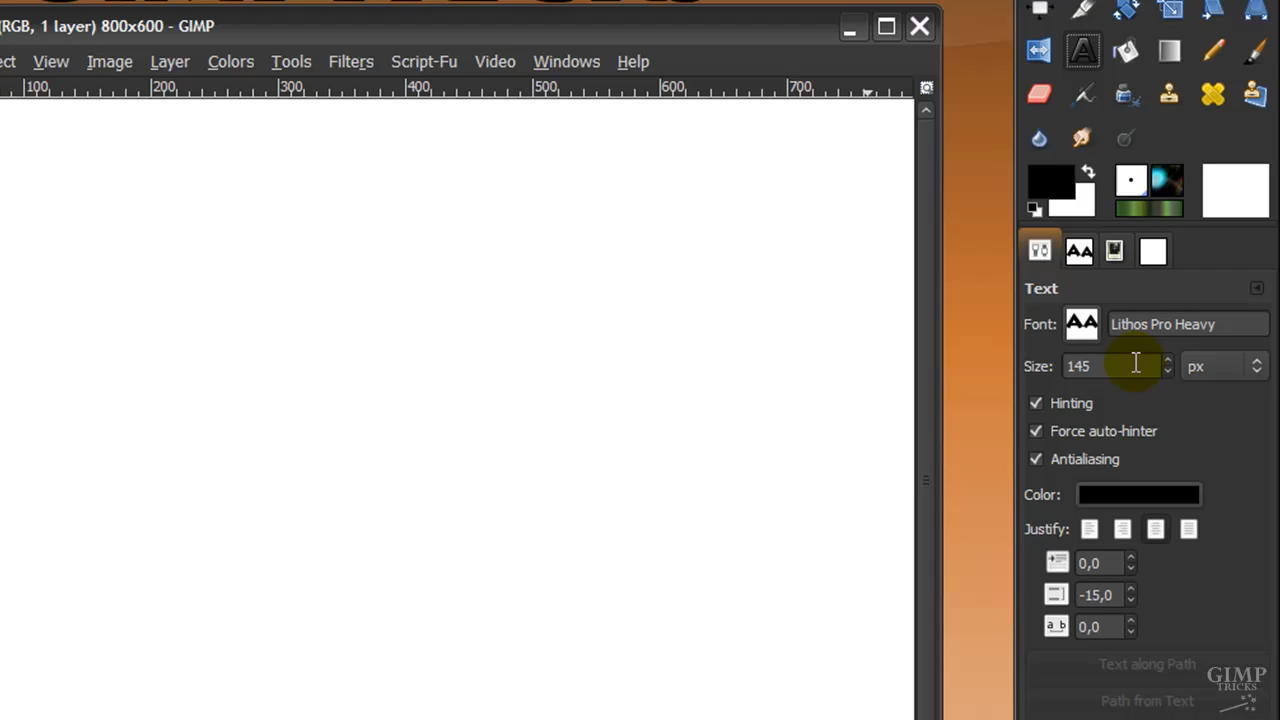 (RGB, 1 layer) 800x600 - GIMP
ct View Image Layer Colors Tools Filters Script-Fu Video Windows Help
100 200 300 400 500 600 700
Text
Font: AA Lithos Pro Heavy
Size: 145 px
Hinting
Force auto-hinter
Antialiasing
Color:
Justify:
0,0
-15,0
a b 0,0
Text along Path
Path from Text
GIMP
TRICKS